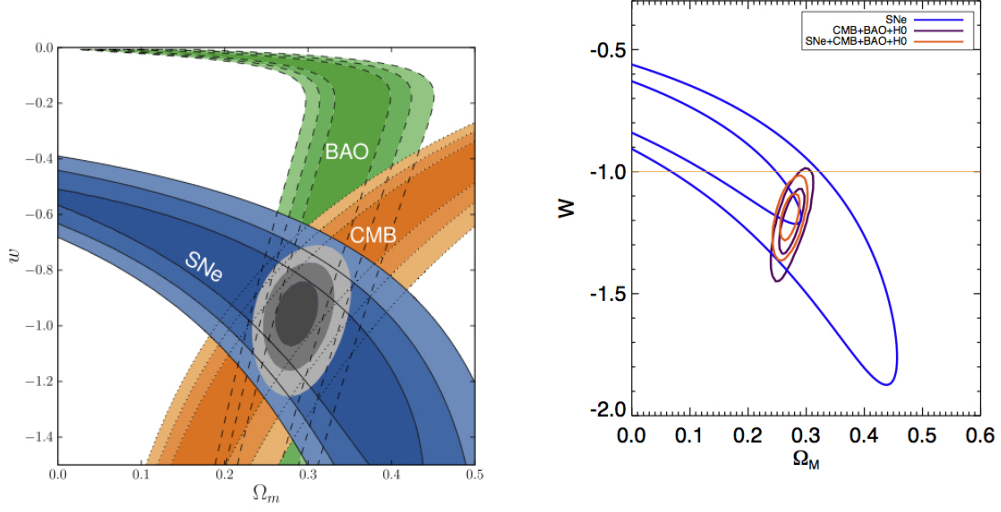 0.0
−0.2
−0.4
−0.6
−0.8
−1.0
−1.2
−1.4
w
BAO
CMB
SNe
0.0 0.1 0.2 0.3 0.4 0.5
Ωm
SNe
CMB+BAO+H0
SNe+CMB+BAO+H0
-0.5
-1.0
-1.5
-2.0
W
0.0 0.1 0.2 0.3 0.4 0.5 0.6
ΩM